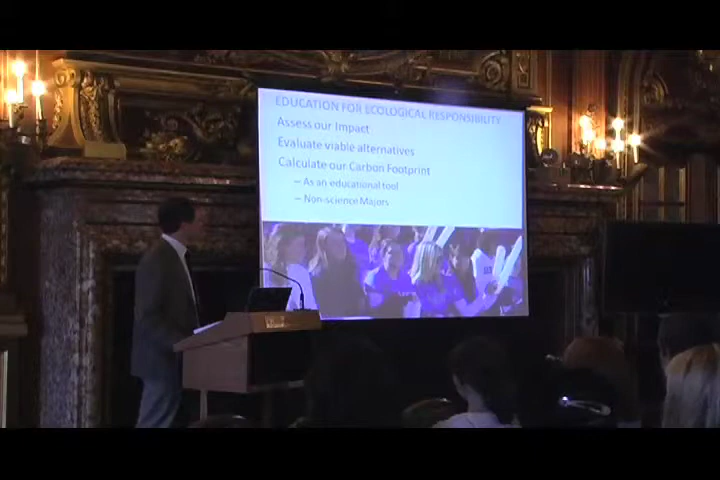 EDUCATION FOR ECOLOGICAL RESPONSIBILITY
Assess our Impact
Evaluate viable alternatives
Calculate our Carbon Footprint
– As an educational tool
– Non-science Majors